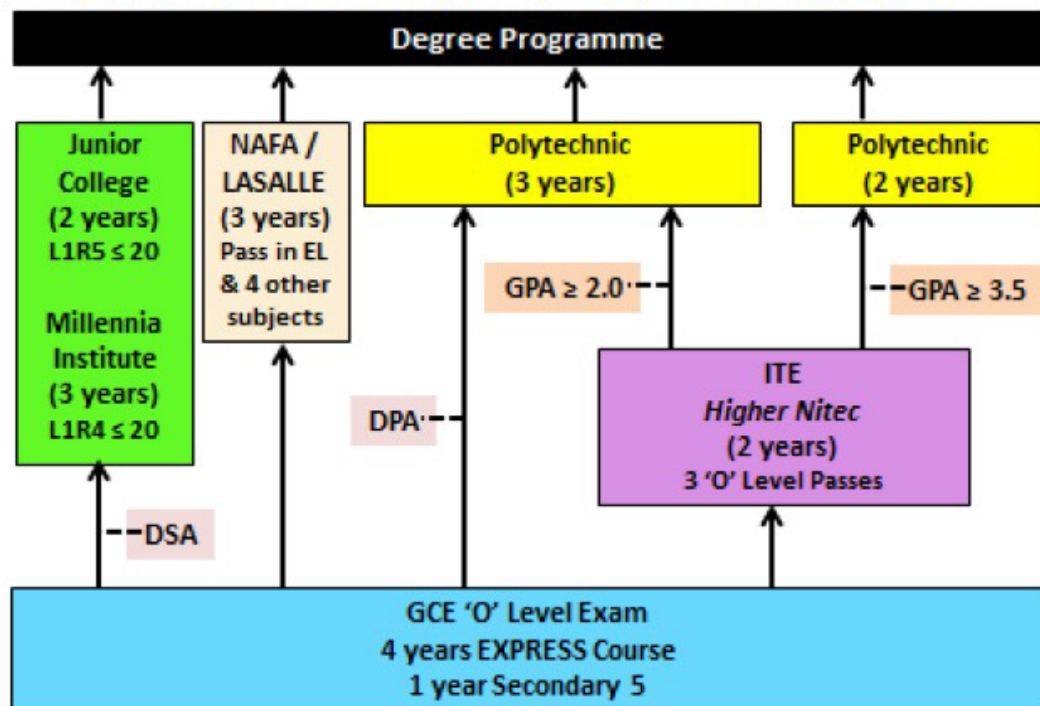 Degree Programme
Junior
College
(2 years)
L1R5 ≤ 20
Millennia
Institute
(3 years)
L1R4 ≤ 20
NAFA /
LASALLE
(3 years)
Pass in EL
& 4 other
subjects
Polytechnic
(3 years)
Polytechnic
(2 years)
GPA ≥ 2.0
GPA ≥ 3.5
DPA
ITE
Higher Nitec
(2 years)
3 ‘O’ Level Passes
DSA
GCE ‘O’ Level Exam
4 years EXPRESS Course
1 year Secondary 5